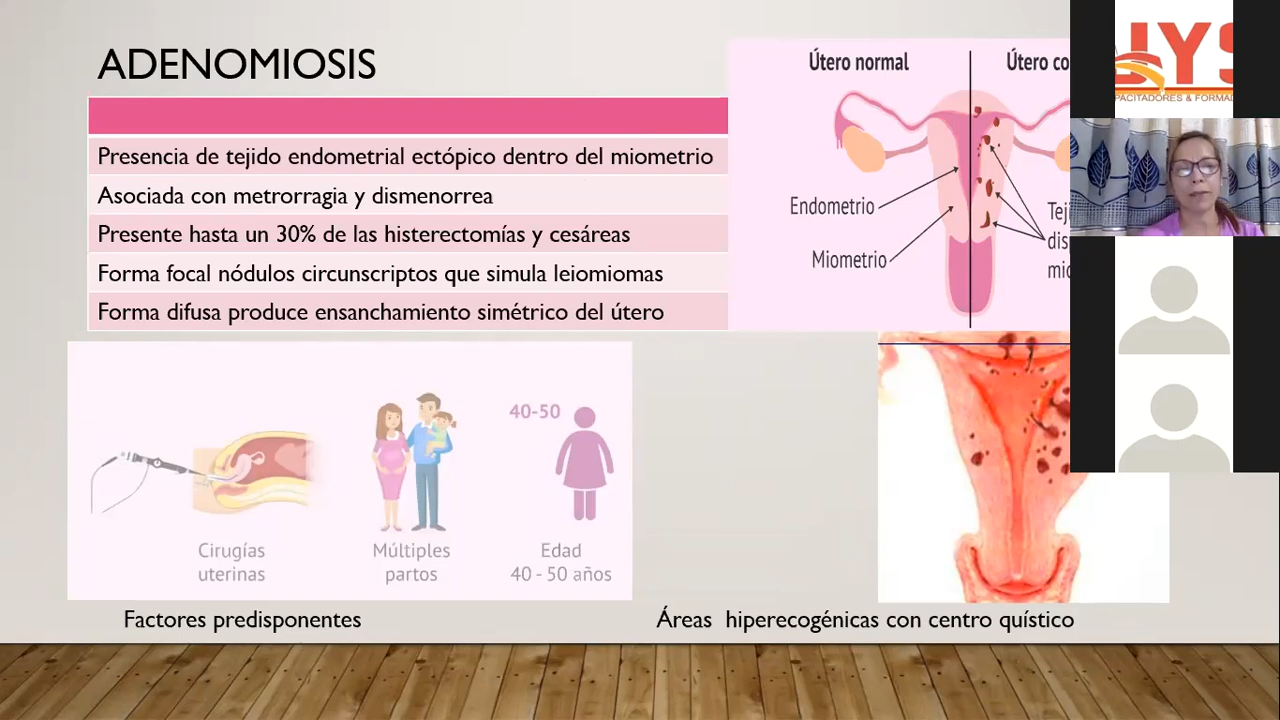 ADENOMIOSIS
Presencia de tejido endometrial ectópico dentro del miometrio
Asociada con metrorragia y dismenorrea
Presente hasta un 30% de las histerectomías y cesáreas
Forma focal nódulos circunscriptos que simula leiomiomas
Forma difusa produce ensanchamiento simétrico del útero
Útero normal
Útero
Endometrio
Miometrio
40-50
Cirugías
uterinas
Múltiples
partos
Edad
40 - 50 años
Factores predisponentes
Áreas hiperecogénicas con centro quístico